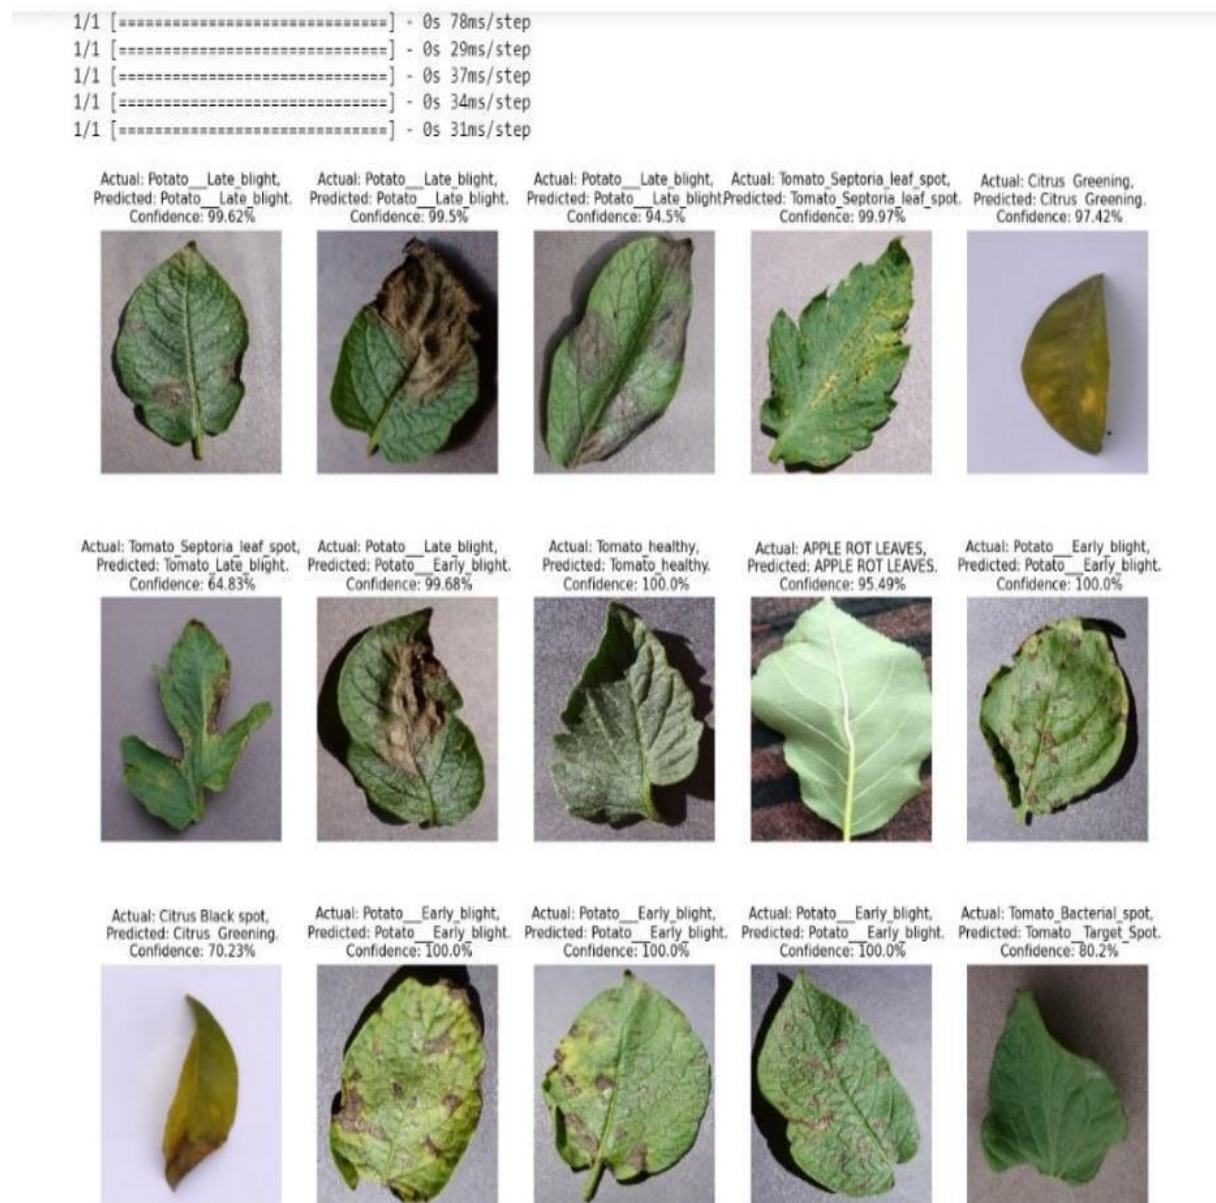 1/1 [==============================] - 0s 78ms/step
1/1 [==============================] - 0s 29ms/step
1/1 [==============================] - 0s 37ms/step
1/1 [==============================] - 0s 34ms/step
1/1 [==============================] - 0s 31ms/step
Actual: Potato___Late_blight,
Predicted: Potato___Late_blight.
Confidence: 99.62%
Actual: Potato___Late_blight,
Predicted: Potato___Late_blight.
Confidence: 99.5%
Actual: Potato___Late_blight,
Predicted: Potato___Late_blight
Confidence: 94.5%
Actual: Tomato_Septoria_leaf_spot,
Predicted: Tomato_Septoria_leaf_spot.
Confidence: 99.97%
Actual: Citrus Greening,
Predicted: Citrus Greening.
Confidence: 97.42%
Actual: Tomato_Septoria_leaf_spot,
Predicted: Tomato_Late_blight.
Confidence: 64.83%
Actual: Potato___Late_blight,
Predicted: Potato___Early_blight.
Confidence: 99.68%
Actual: Tomato_healthy,
Predicted: Tomato_healthy.
Confidence: 100.0%
Actual: APPLE ROT LEAVES,
Predicted: APPLE ROT LEAVES.
Confidence: 95.49%
Actual: Potato___Early_blight,
Predicted: Potato___Early_blight.
Confidence: 100.0%
Actual: Citrus Black spot,
Predicted: Citrus Greening.
Confidence: 70.23%
Actual: Potato___Early_blight,
Predicted: Potato___Early_blight.
Confidence: 100.0%
Actual: Potato___Early_blight,
Predicted: Potato___Early_blight.
Confidence: 100.0%
Actual: Potato___Early_blight,
Predicted: Potato___Early_blight.
Confidence: 100.0%
Actual: Tomato_Bacterial_spot,
Predicted: Tomato__Target_Spot.
Confidence: 80.2%